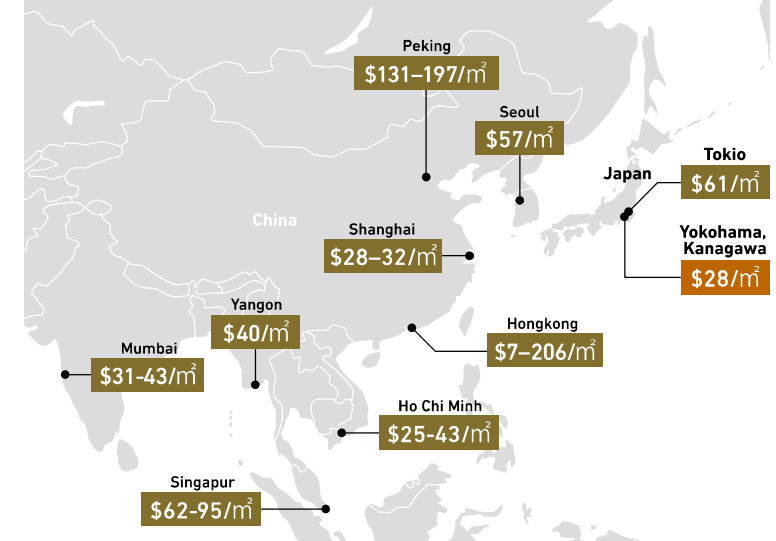 Peking
$131–197/㎡
Seoul
$57/㎡
Tokio
$61/㎡
Japan
Yokohama,
Kanagawa
$28/㎡
China
Shanghai
$28–32/㎡
Yangon
$40/㎡
Hongkong
$7–206/㎡
Mumbai
$31-43/㎡
Ho Chi Minh
$25-43/㎡
Singapur
$62-95/㎡